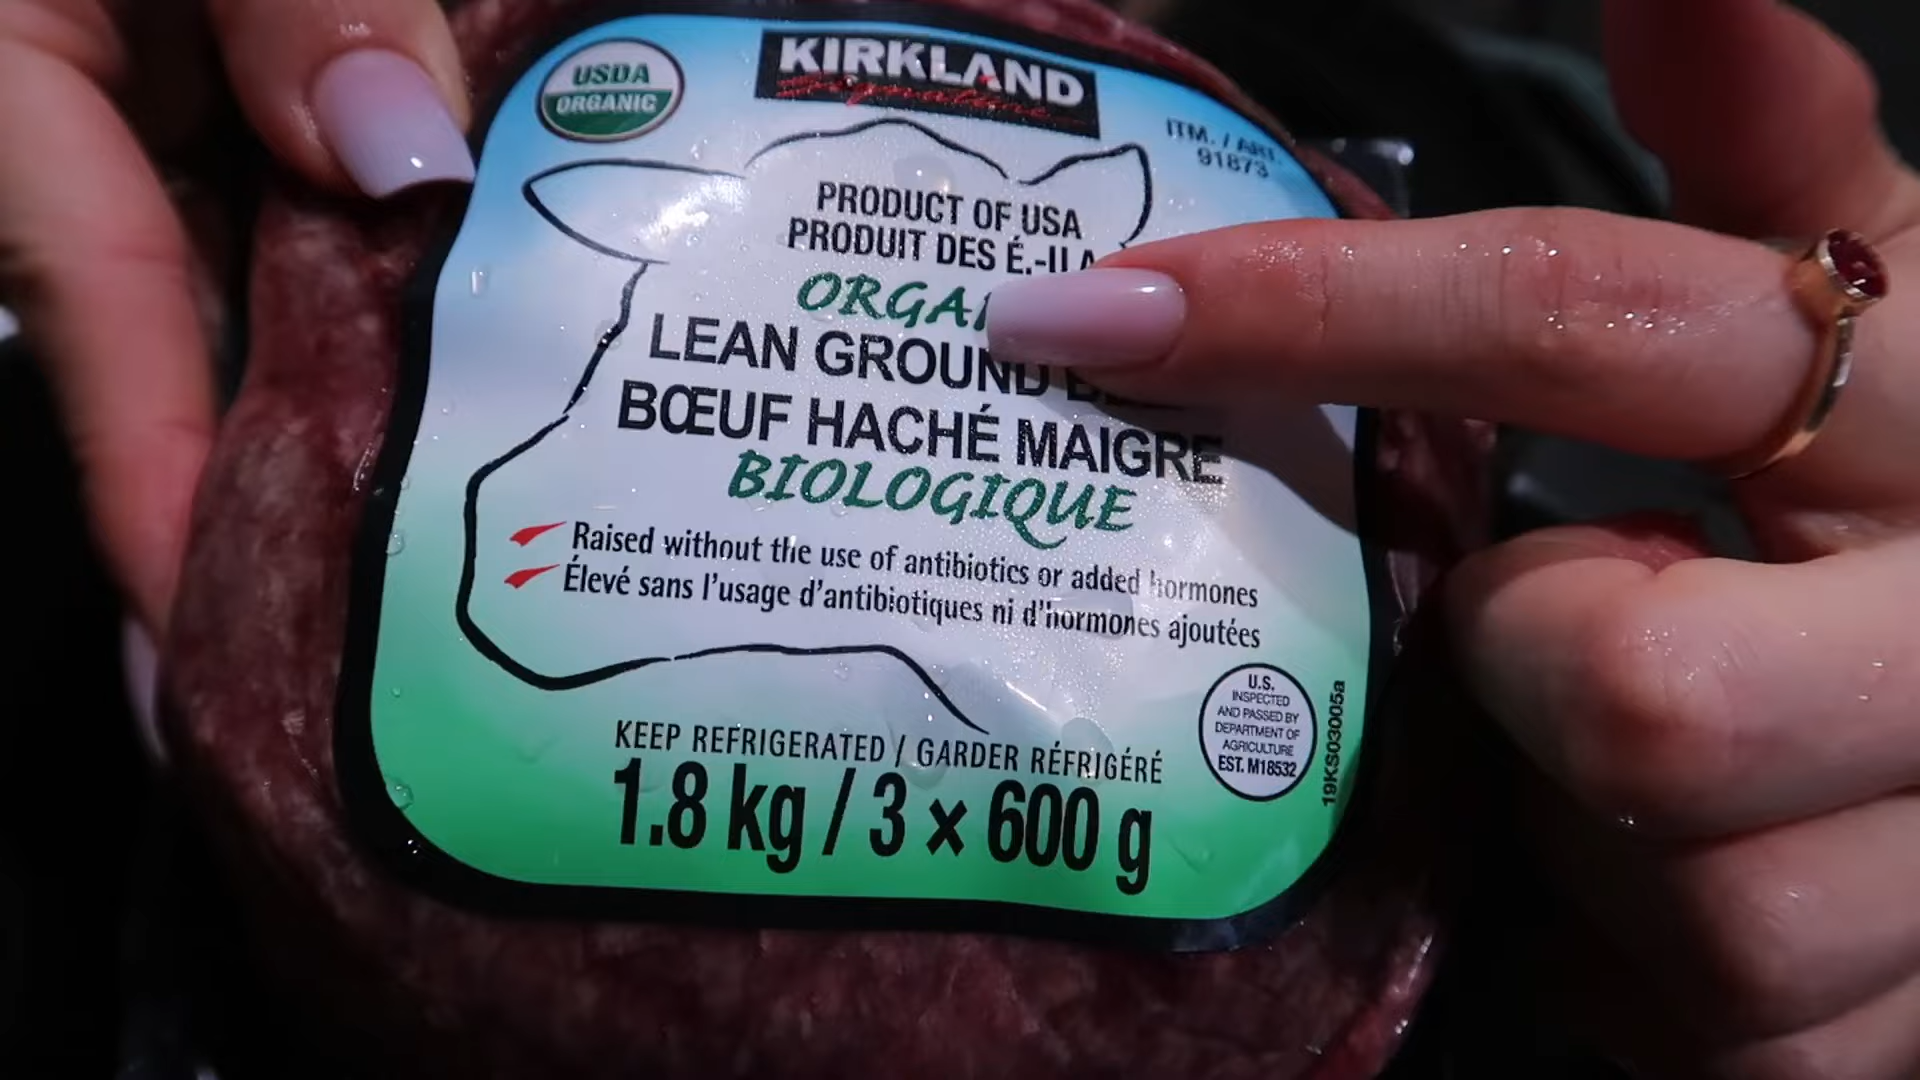 USDA
ORGANIC
KIRKLAND
Signature
ITM. / ART.
91873
PRODUCT OF USA
PRODUIT DES É.-U
ORGA
LEAN GROUND
BŒUF HACHÉ MAIGRE
BIOLOGIQUE
Raised without the use of antibiotics or added hormones
Élevé sans l'usage d'antibiotiques ni d'hormones ajoutées
U.S.
INSPECTED
AND PASSED BY
DEPARTMENT OF
AGRICULTURE
EST. M18532
19KS03005a
KEEP REFRIGERATED / GARDER RÉFRIGÉRÉ
1.8 kg / 3 × 600 g